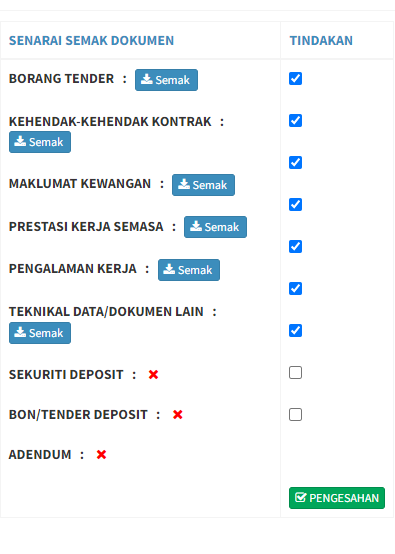 SENARAI SEMAK DOKUMEN TINDAKAN
BORANG TENDER : Semak
KEHENDAK-KEHENDAK KONTRAK :
Semak
MAKLUMAT KEWANGAN : Semak
PRESTASI KERJA SEMASA : Semak
PENGALAMAN KERJA : Semak
TEKNIKAL DATA/DOKUMEN LAIN :
Semak
SEKURITI DEPOSIT :
BON/TENDER DEPOSIT :
ADENDUM :
PENGESAHAN